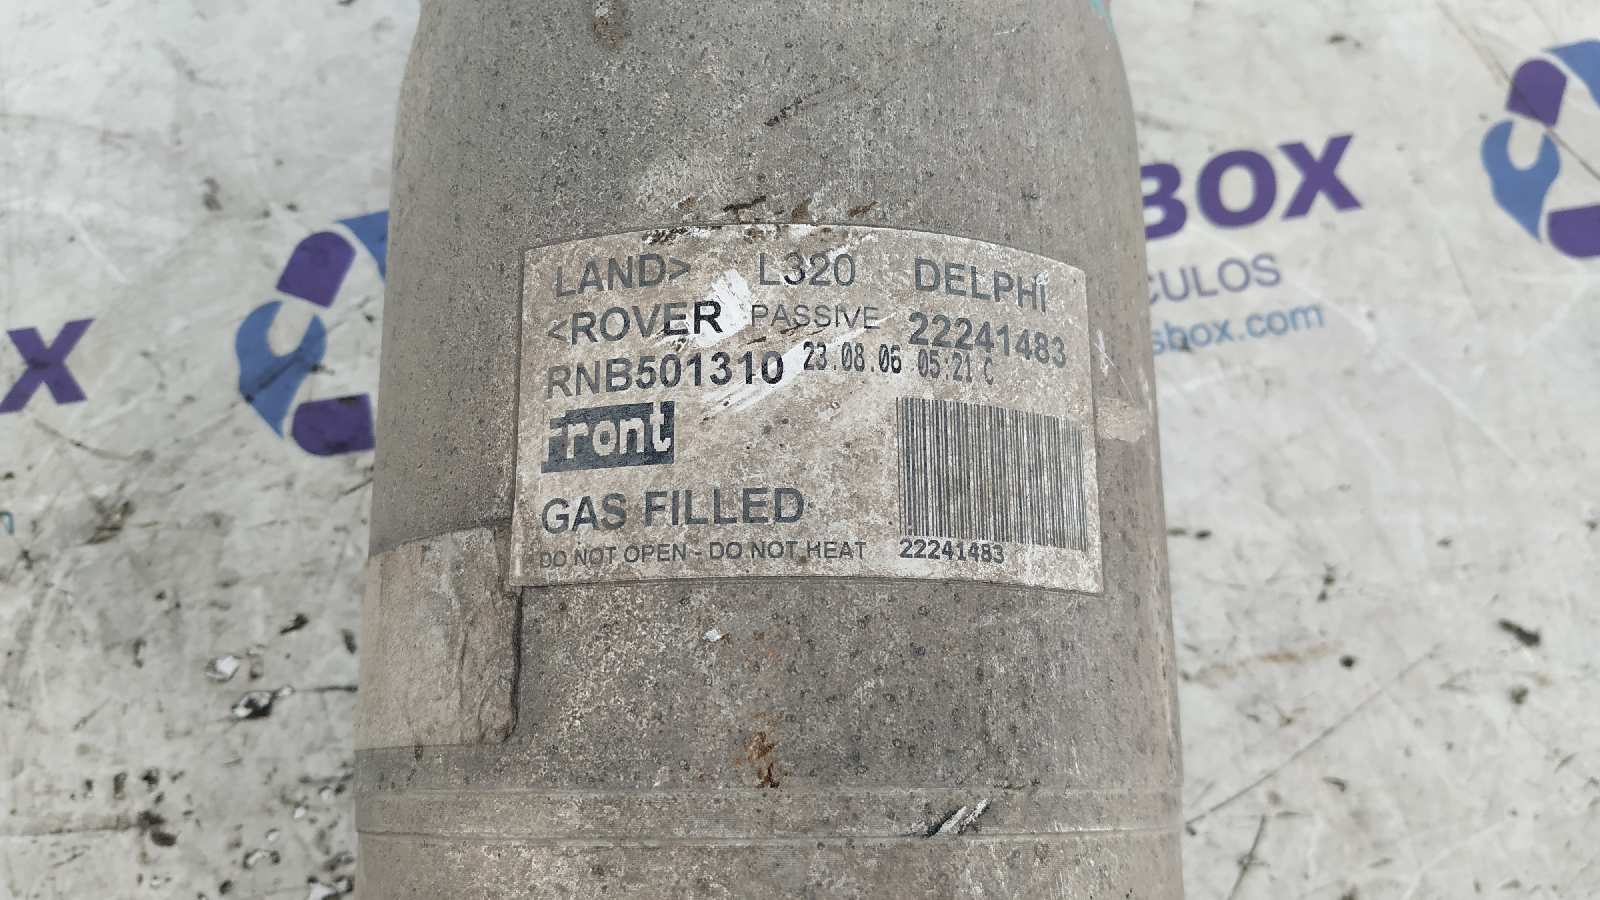 LAND> L320 DELPHi
<ROVER PASSIVE 22241483
RNB501310 23.08.06 05:21 C
Front
GAS FILLED
DO NOT OPEN - DO NOT HEAT 22241483
BOX
CULOS
sbox.com
X